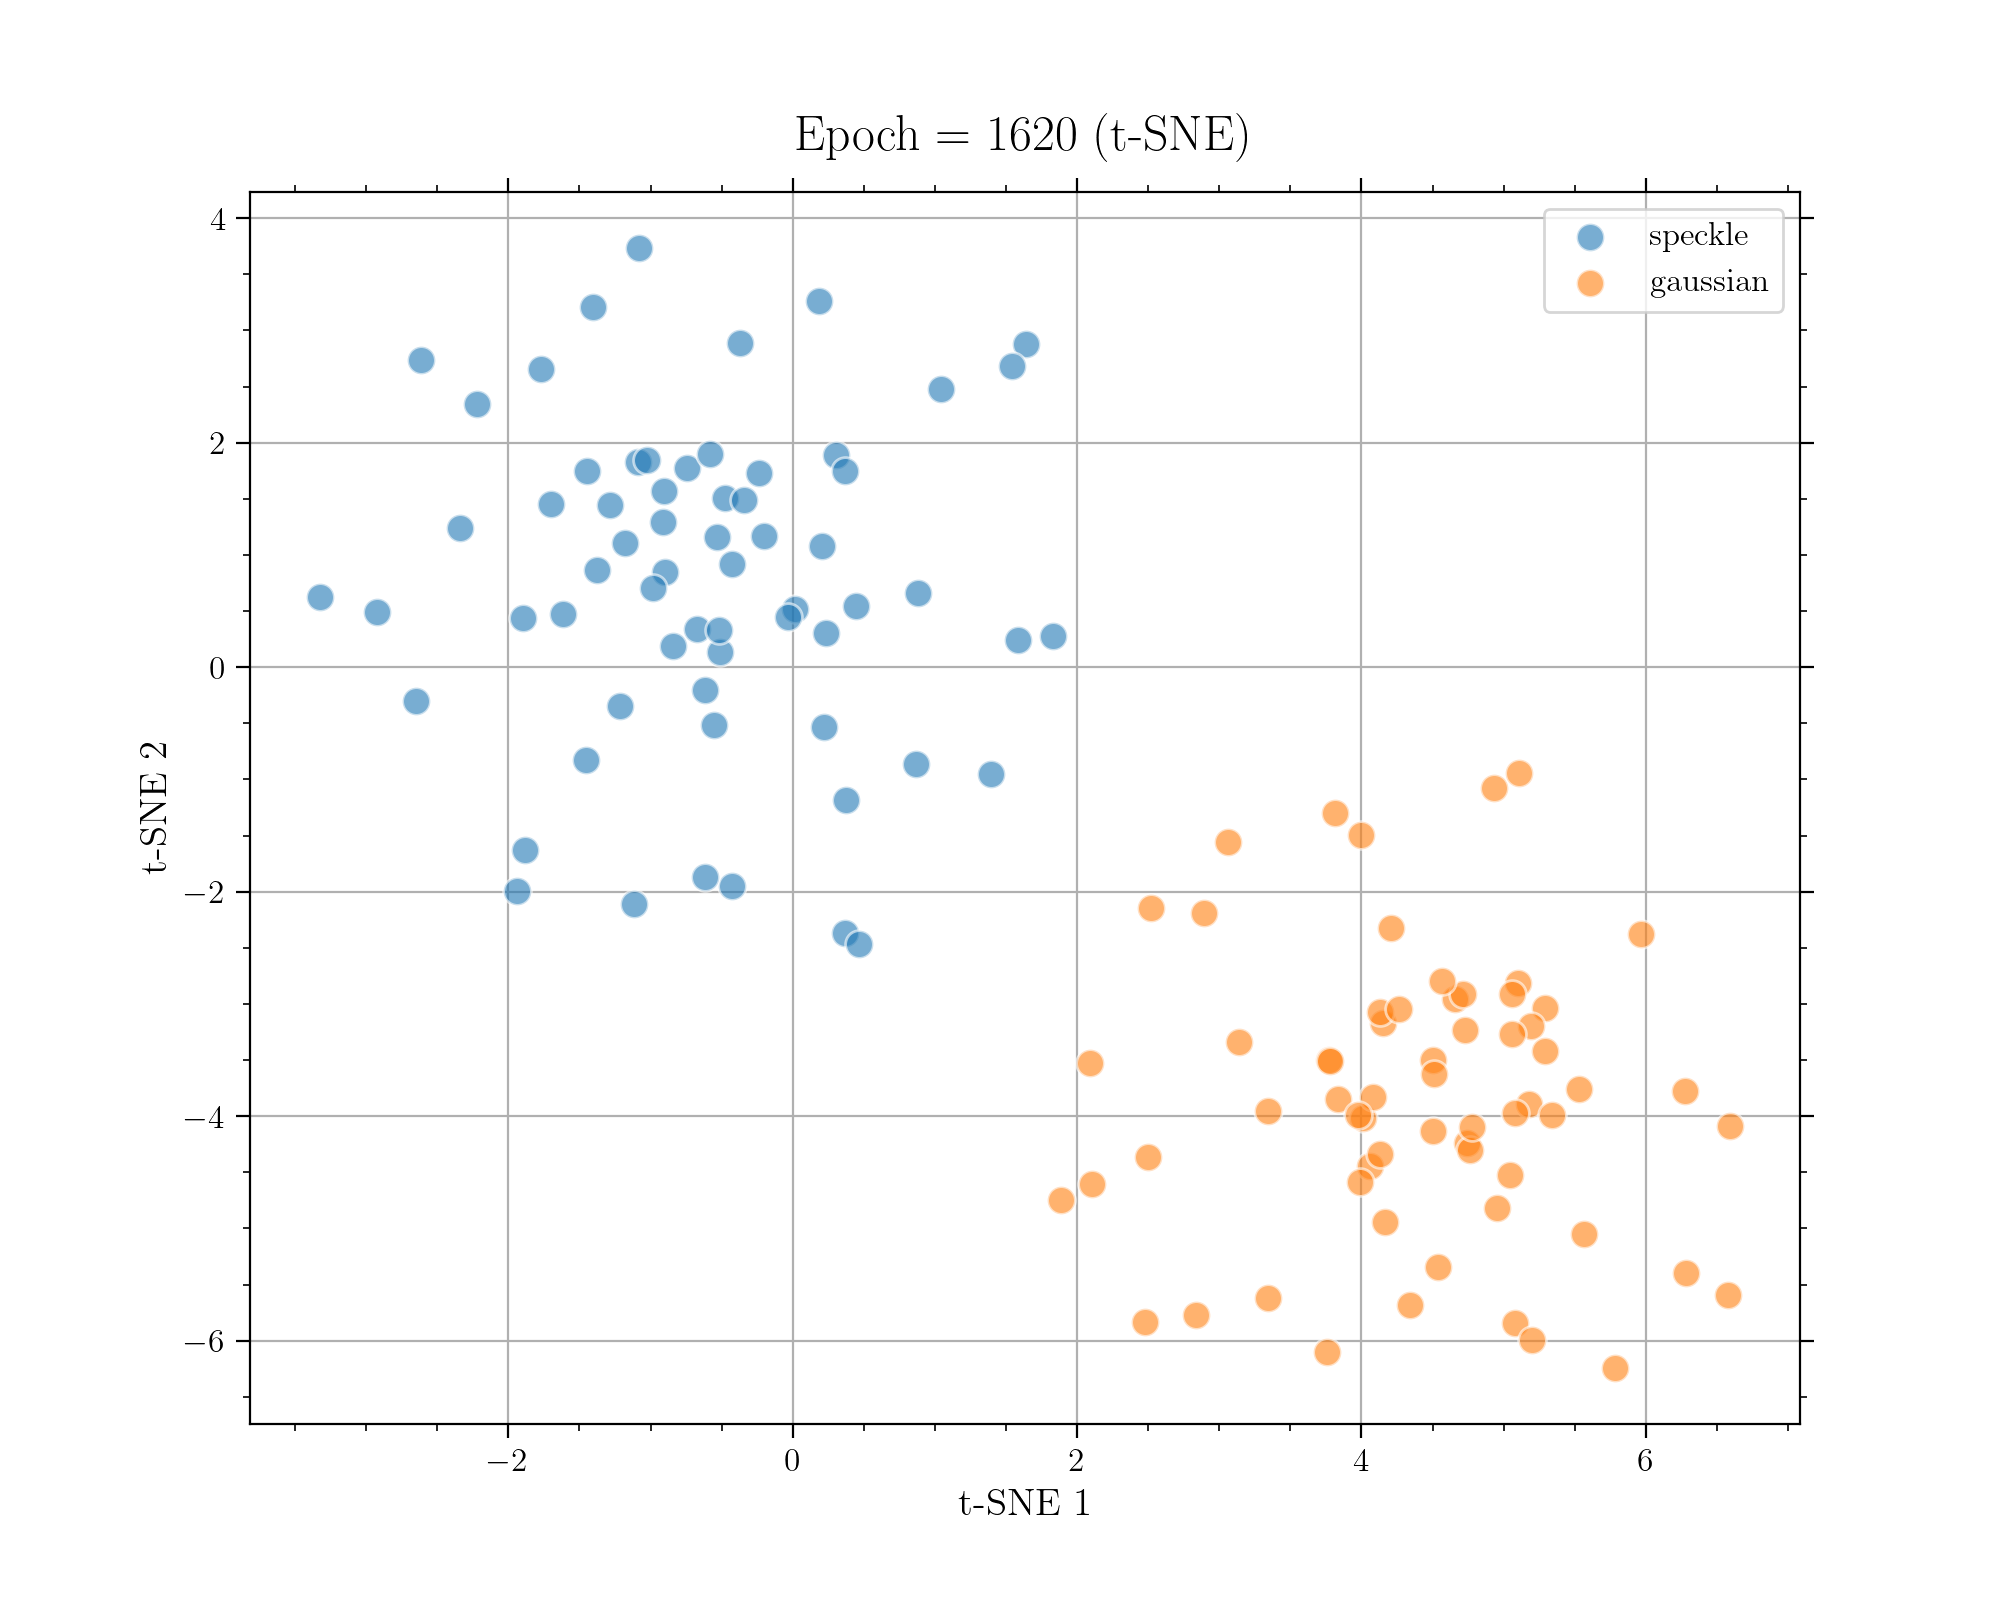 Epoch = 1620 (t-SNE)
speckle
gaussian
4
2
0
−2
−4
−6
t-SNE 2
−2 0 2 4 6
t-SNE 1